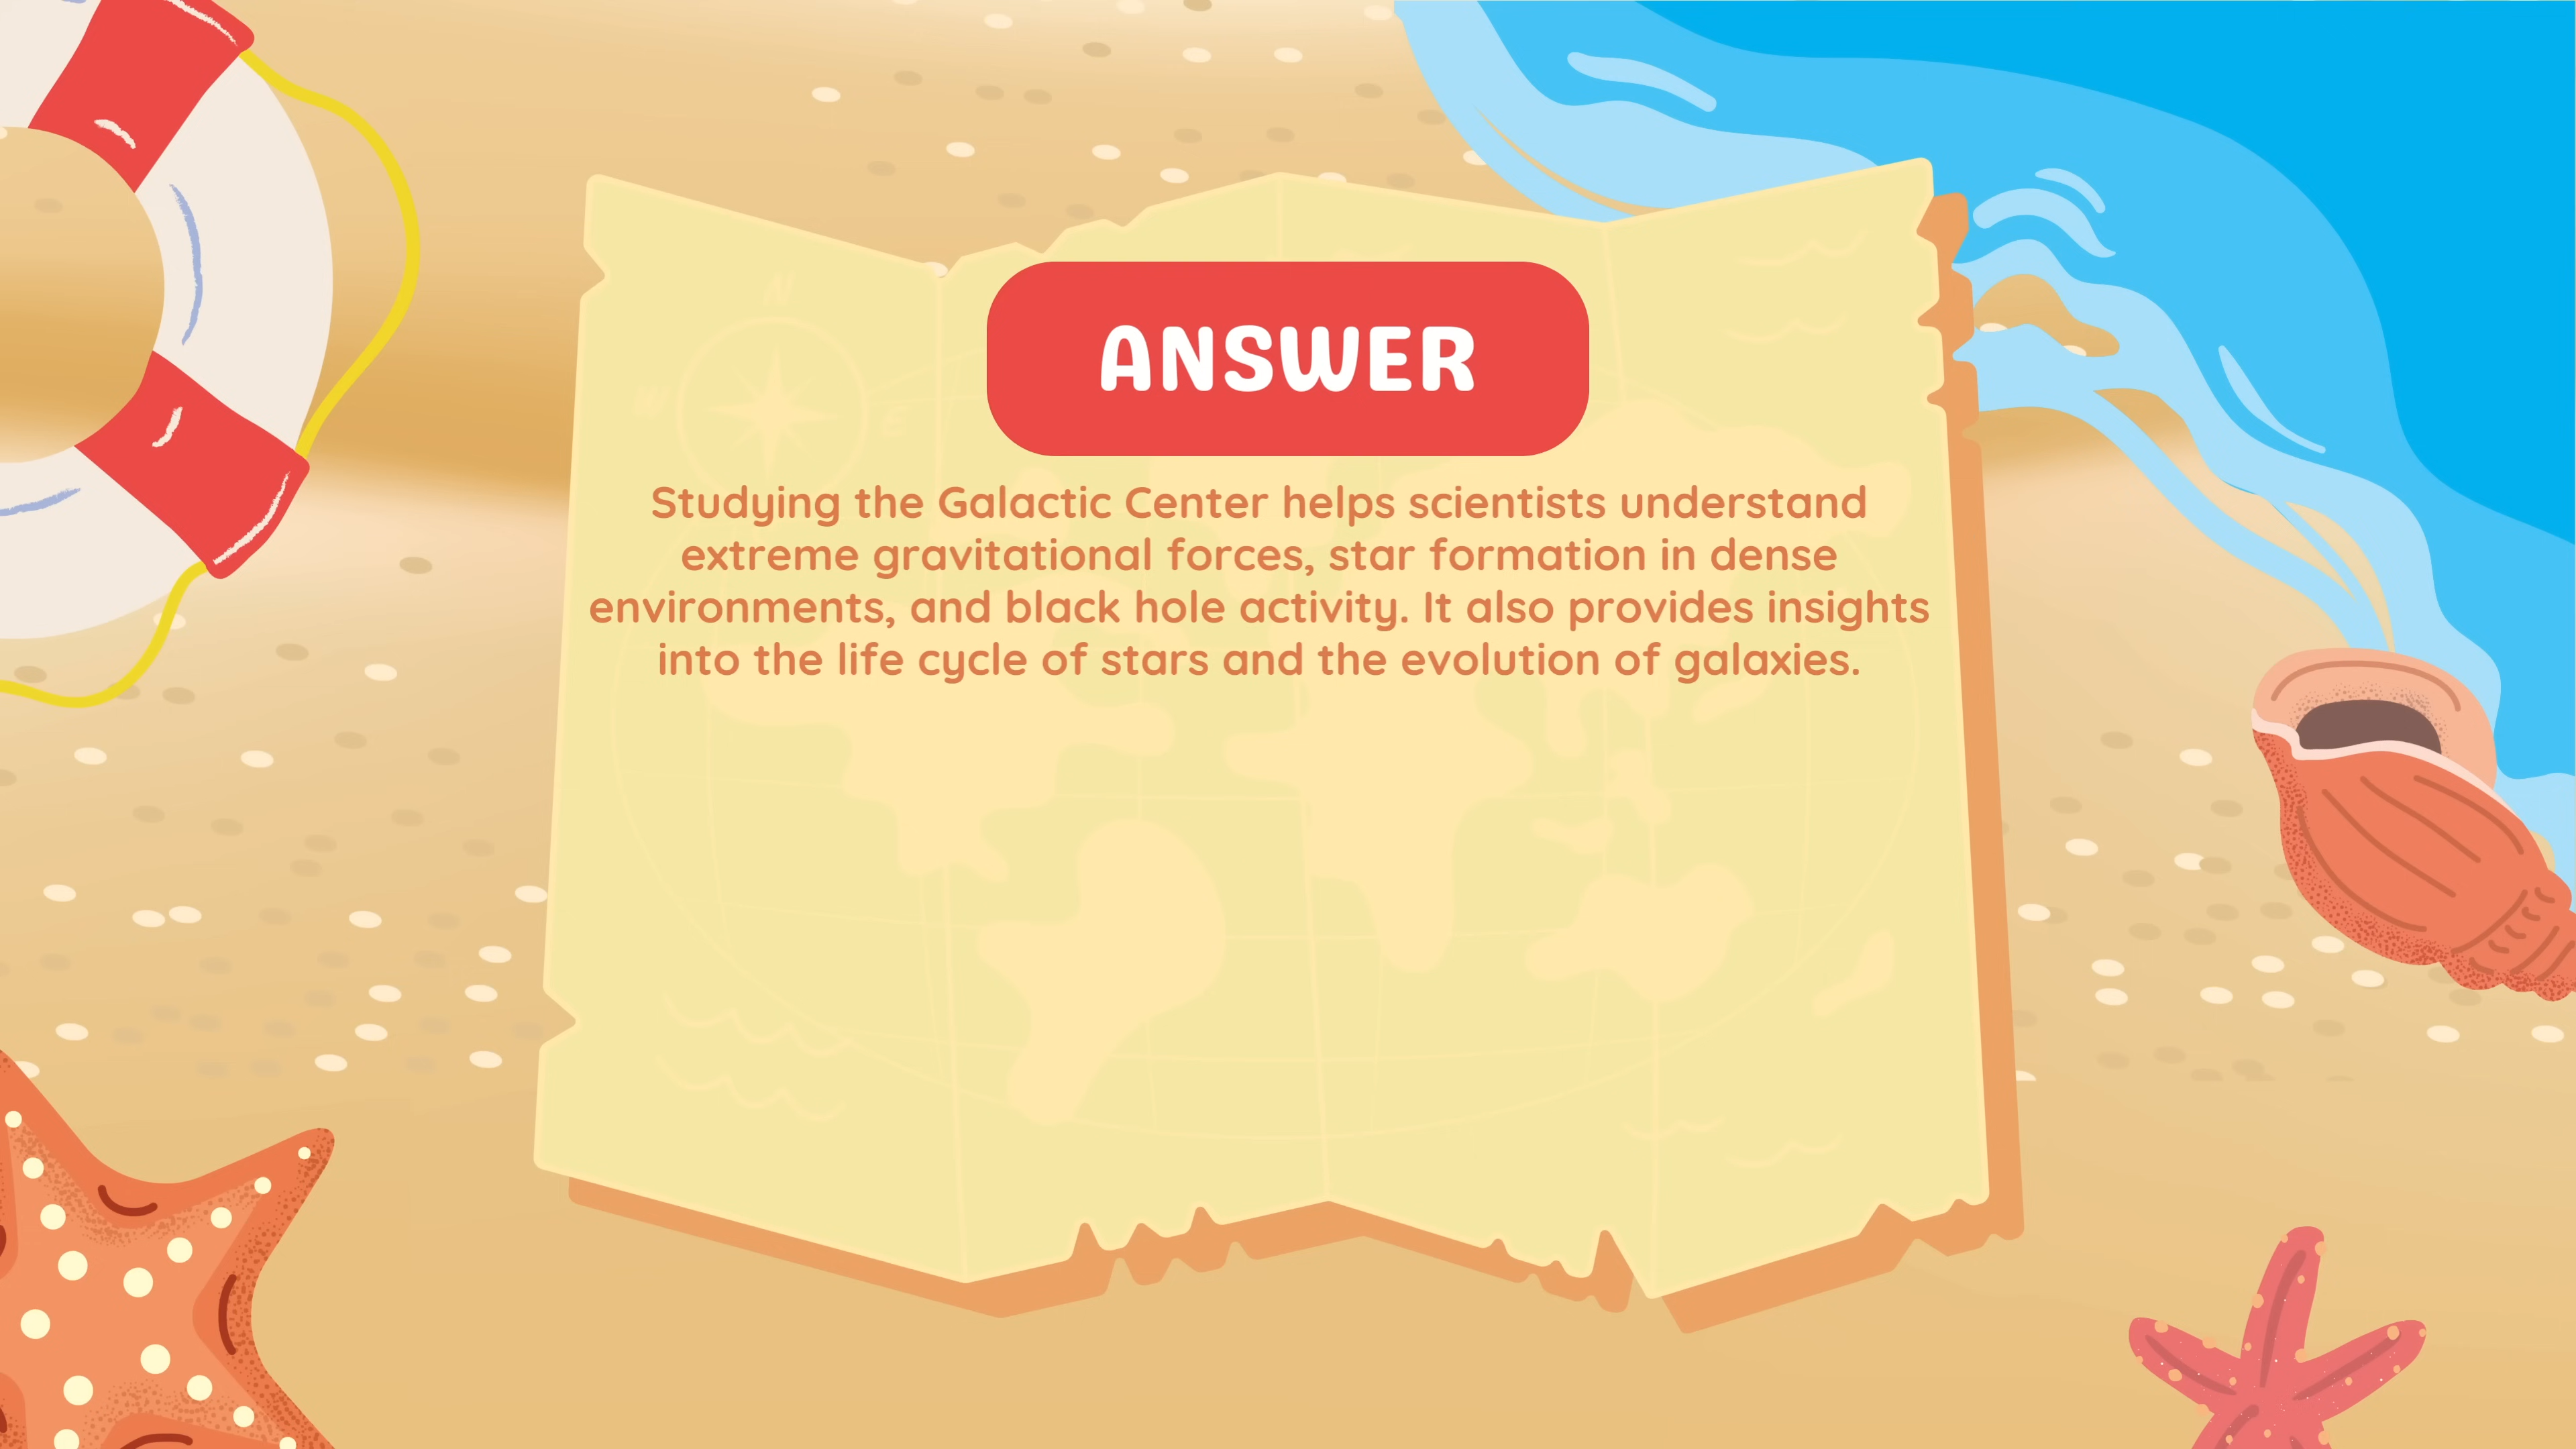 ANSWER
N
W
E
Studying the Galactic Center helps scientists understand
extreme gravitational forces, star formation in dense
environments, and black hole activity. It also provides insights
into the life cycle of stars and the evolution of galaxies.